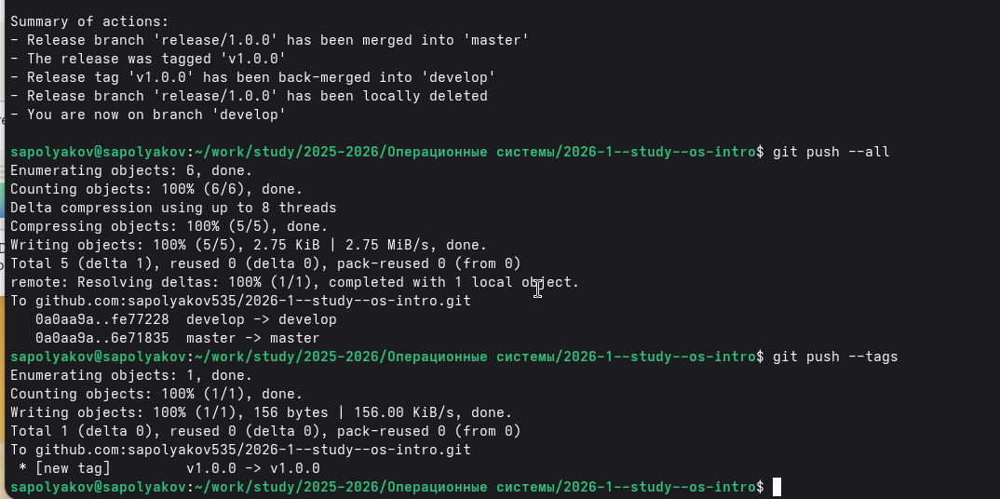 Summary of actions:
- Release branch 'release/1.0.0' has been merged into 'master'
- The release was tagged 'v1.0.0'
- Release tag 'v1.0.0' has been back-merged into 'develop'
- Release branch 'release/1.0.0' has been locally deleted
- You are now on branch 'develop'
sapolyakov@sapolyakov:~/work/study/2025-2026/Операционные системы/2026-1--study--os-intro$ git push --all
Enumerating objects: 6, done.
Counting objects: 100% (6/6), done.
Delta compression using up to 8 threads
Compressing objects: 100% (5/5), done.
Writing objects: 100% (5/5), 2.75 KiB | 2.75 MiB/s, done.
Total 5 (delta 1), reused 0 (delta 0), pack-reused 0 (from 0)
remote: Resolving deltas: 100% (1/1), completed with 1 local object.
To github.com:sapolyakov535/2026-1--study--os-intro.git
   0a0aa9a..fe77228  develop -> develop
   0a0aa9a..6e71835  master -> master
sapolyakov@sapolyakov:~/work/study/2025-2026/Операционные системы/2026-1--study--os-intro$ git push --tags
Enumerating objects: 1, done.
Counting objects: 100% (1/1), done.
Writing objects: 100% (1/1), 156 bytes | 156.00 KiB/s, done.
Total 1 (delta 0), reused 0 (delta 0), pack-reused 0 (from 0)
To github.com:sapolyakov535/2026-1--study--os-intro.git
 * [new tag]         v1.0.0 -> v1.0.0
sapolyakov@sapolyakov:~/work/study/2025-2026/Операционные системы/2026-1--study--os-intro$